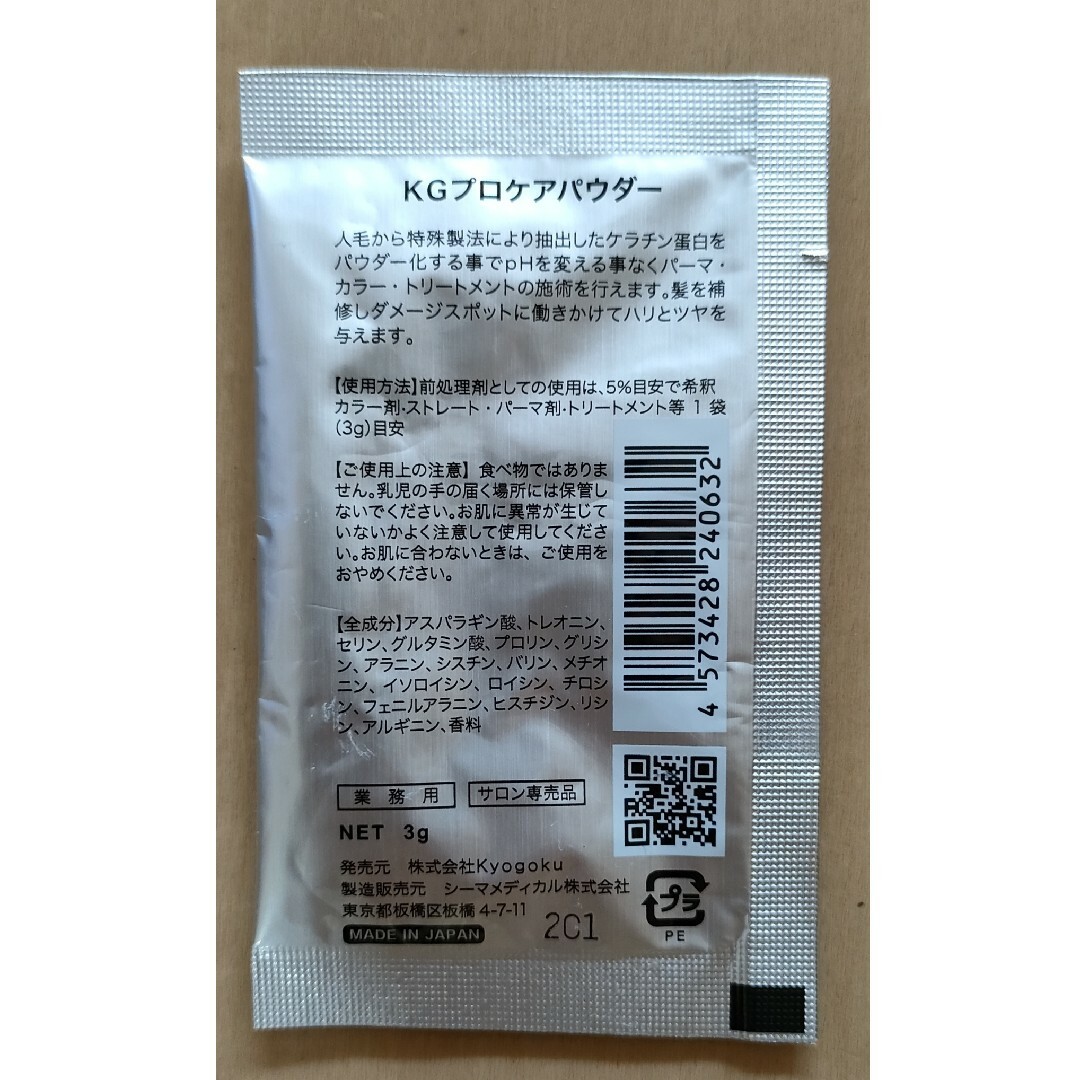 KGプロケアパウダー
人毛から特殊製法により抽出したケラチン蛋白を
パウダー化する事でpHを変える事なくパーマ・
カラー・トリートメントの施術を行えます。髪を補
修しダメージスポットに働きかけてハリとツヤを
与えます。
【使用方法】前処理剤としての使用は、5%目安で希釈
カラー剤・ストレート・パーマ剤・トリートメント等 1 袋
(3g)目安
【ご使用上の注意】 食べ物ではありま
せん。乳児の手の届く場所には保管し
ないでください。お肌に異常が生じて
いないかよく注意して使用してくださ
い。お肌に合わないときは、ご使用を
おやめください。
【全成分】アスパラギン酸、トレオニン、
セリン、グルタミン酸、プロリン、グリシ
ン、アラニン、シスチン、バリン、メチオ
ニン、イソロイシン、ロイシン、チロシ
ン、フェニルアラニン、ヒスチジン、リシ
ン、アルギニン、香料
4 573428 240632
業務用 サロン専売品
NET 3g
発売元 株式会社Kyogoku
製造販売元 シーマメディカル株式会社
東京都板橋区板橋 4-7-11
MADE IN JAPAN
201
プラ
PE